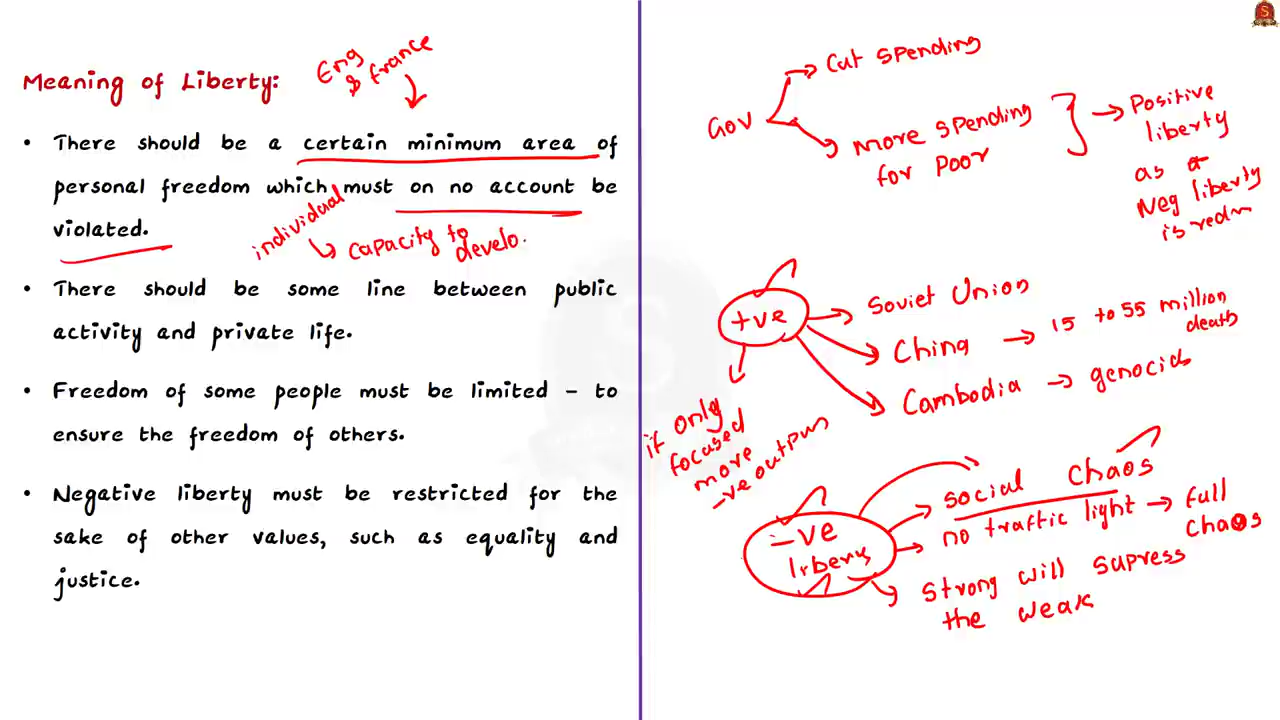 Meaning of Liberty:
Eng
& france
• There should be a certain minimum area of
personal freedom which must on no account be
violated.
individual
capacity to
develo.
• There should be some line between public
activity and private life.
• Freedom of some people must be limited – to
ensure the freedom of others.
• Negative liberty must be restricted for the
sake of other values, such as equality and
justice.
Gov
Cut spending
more spending
for poor
Positive
liberty
as a
Neg liberty
is
+ve
Soviet Union
China → 15 to 55 million
death
Cambodia → genocide
if only
focused
more
-ve
-ve
liberty
social chaos
no traffic light → full
chaos
Strong will supress
the weak
S